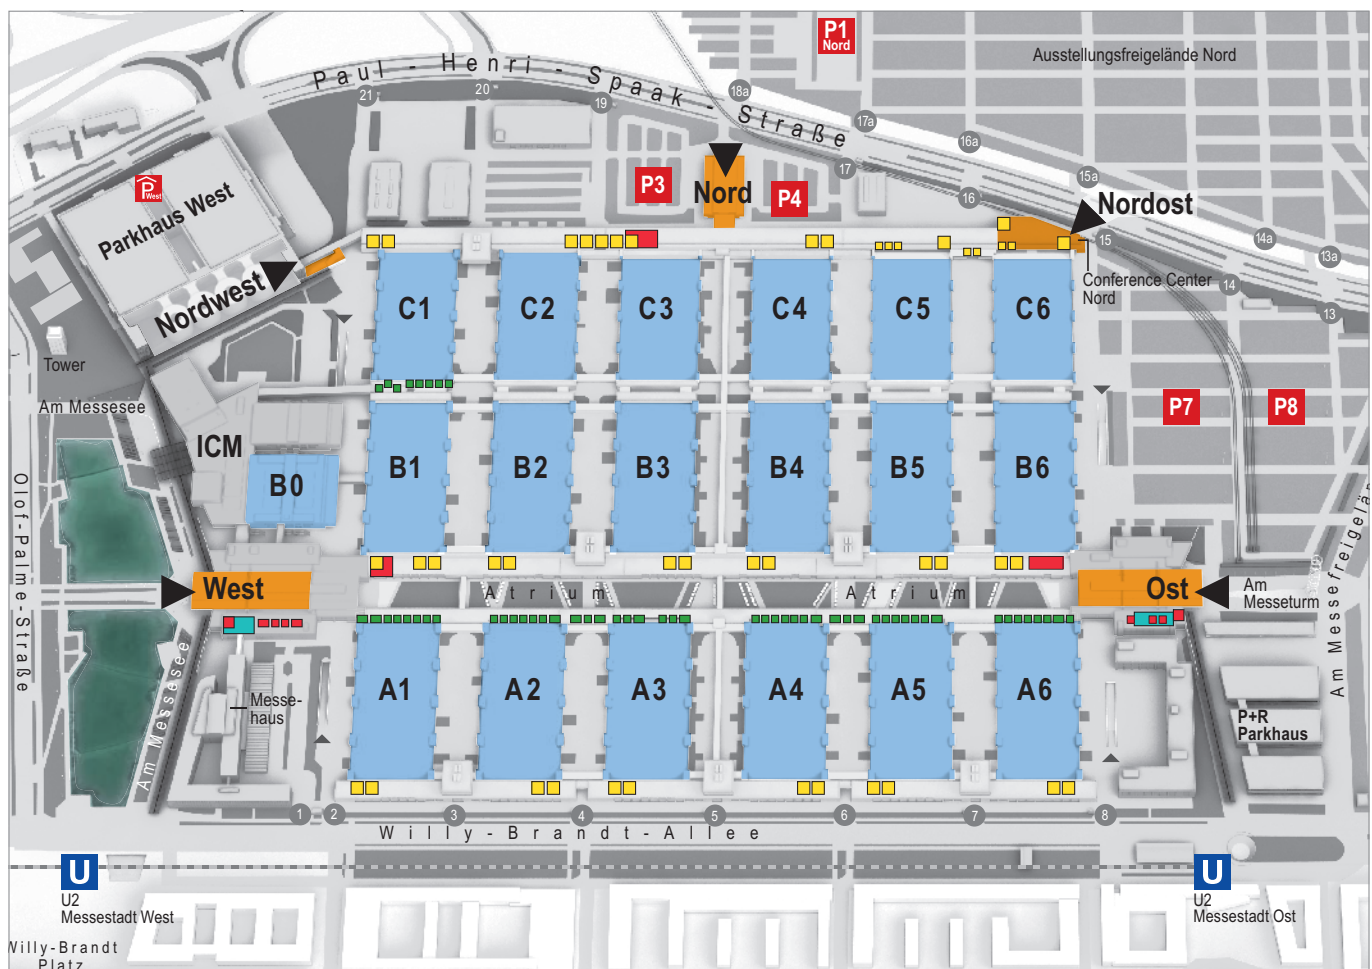 P1
Nord
Ausstellungsfreigelände Nord
Paul-Henri-Spaak-Straße
21
20
19
18a
17a
16a
15a
14a
13a
17
16
15
14
13
P
West
Parkhaus West
P3
Nord
P4
Nordost
Conference Center
Nord
Nordwest
C1
C2
C3
C4
C5
C6
Tower
Am Messesee
ICM
P7
P8
B0
B1
B2
B3
B4
B5
B6
Olof-Palme-Straße
West
Atrium
Atrium
Ost
Am
Messeturm
Am Messesee
Messe-
haus
A1
A2
A3
A4
A5
A6
P+R
Parkhaus
Am Messefreigelän
1
2
3
4
5
6
7
8
Willy-Brandt-Allee
U
U2
Messestadt West
U
U2
Messestadt Ost
Willy-Brandt
Platz